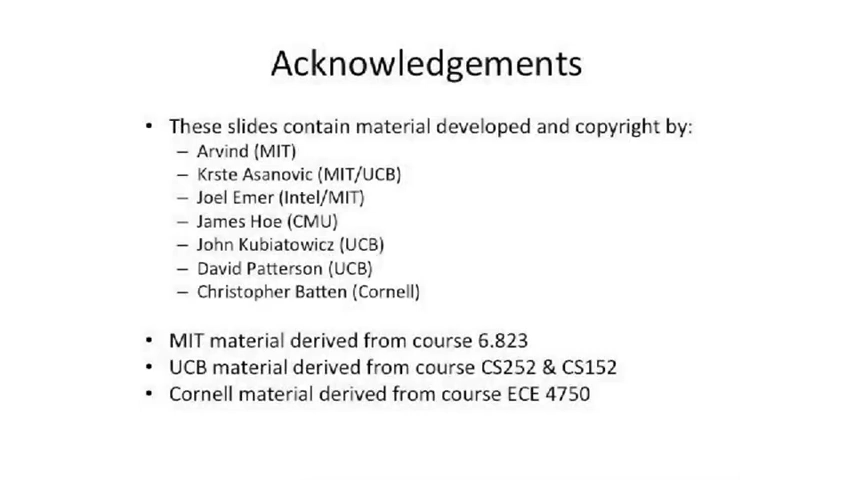 Acknowledgements
• These slides contain material developed and copyright by:
– Arvind (MIT)
– Krste Asanovic (MIT/UCB)
– Joel Emer (Intel/MIT)
– James Hoe (CMU)
– John Kubiatowicz (UCB)
– David Patterson (UCB)
– Christopher Batten (Cornell)
• MIT material derived from course 6.823
• UCB material derived from course CS252 & CS152
• Cornell material derived from course ECE 4750